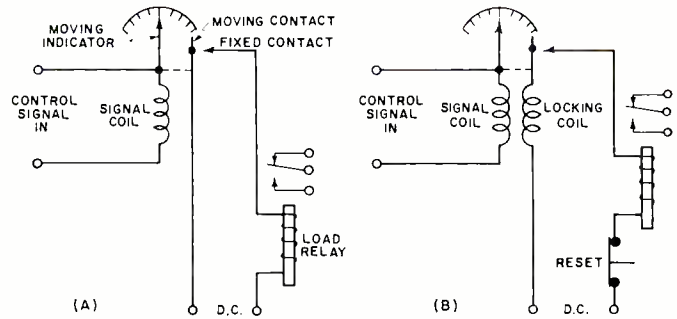 MOVING INDICATOR
MOVING CONTACT
FIXED CONTACT
CONTROL SIGNAL IN
SIGNAL COIL
LOAD RELAY
(A)
D.C.
CONTROL SIGNAL IN
SIGNAL COIL
LOCKING COIL
RESET
(B)
D.C.